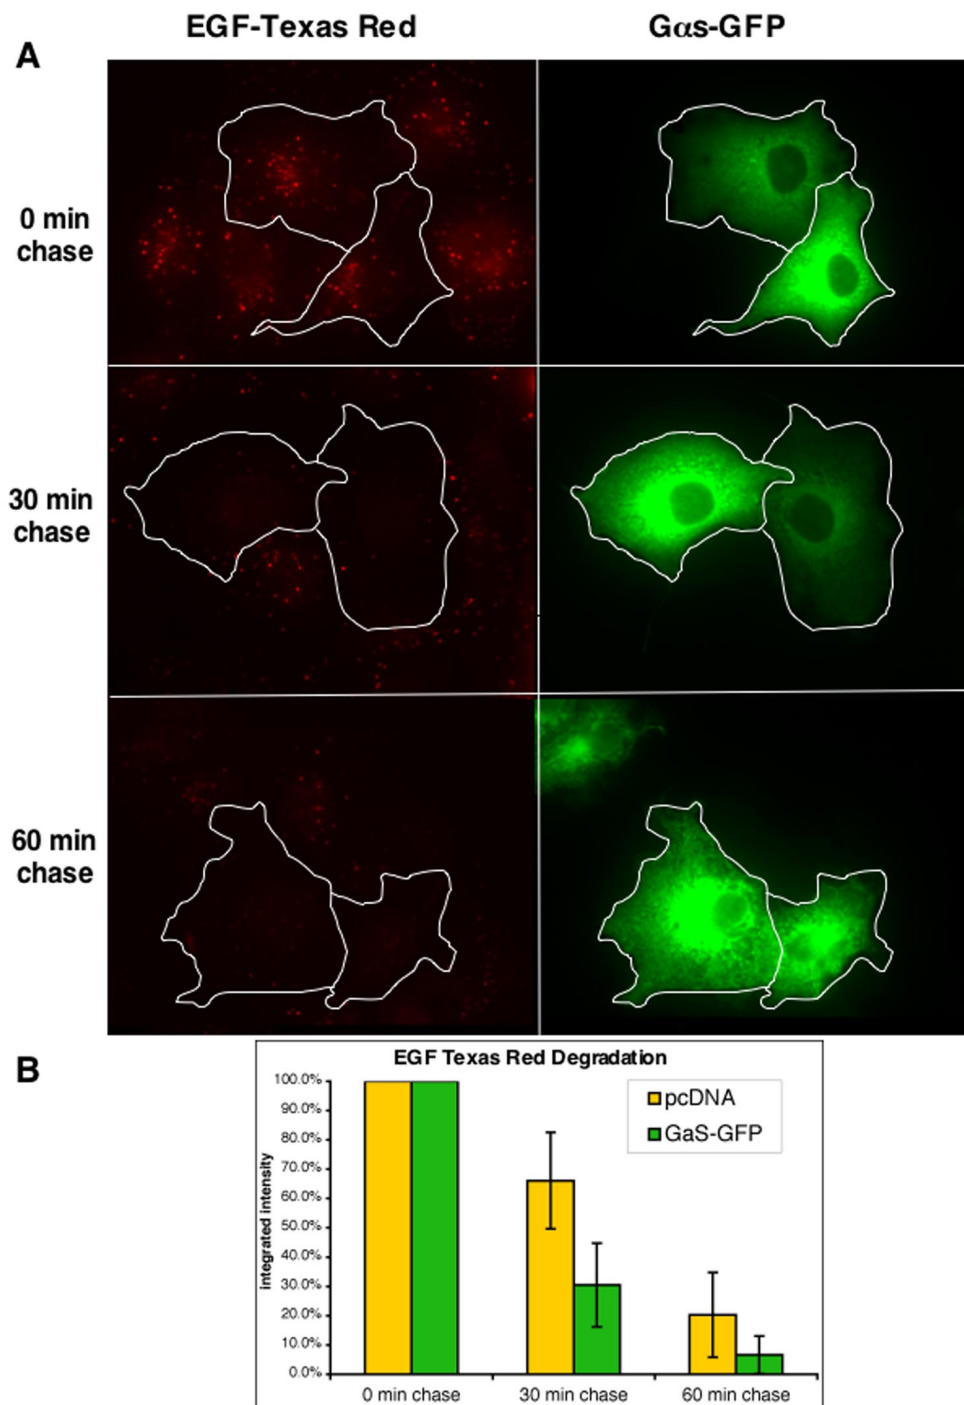 EGF-Texas Red
Gαs-GFP
A
0 min
chase
30 min
chase
60 min
chase
B
EGF Texas Red Degradation
100.0%
90.0%
80.0%
70.0%
60.0%
50.0%
40.0%
30.0%
20.0%
10.0%
0.0%
integrated intensity
pcDNA
GaS-GFP
0 min chase
30 min chase
60 min chase